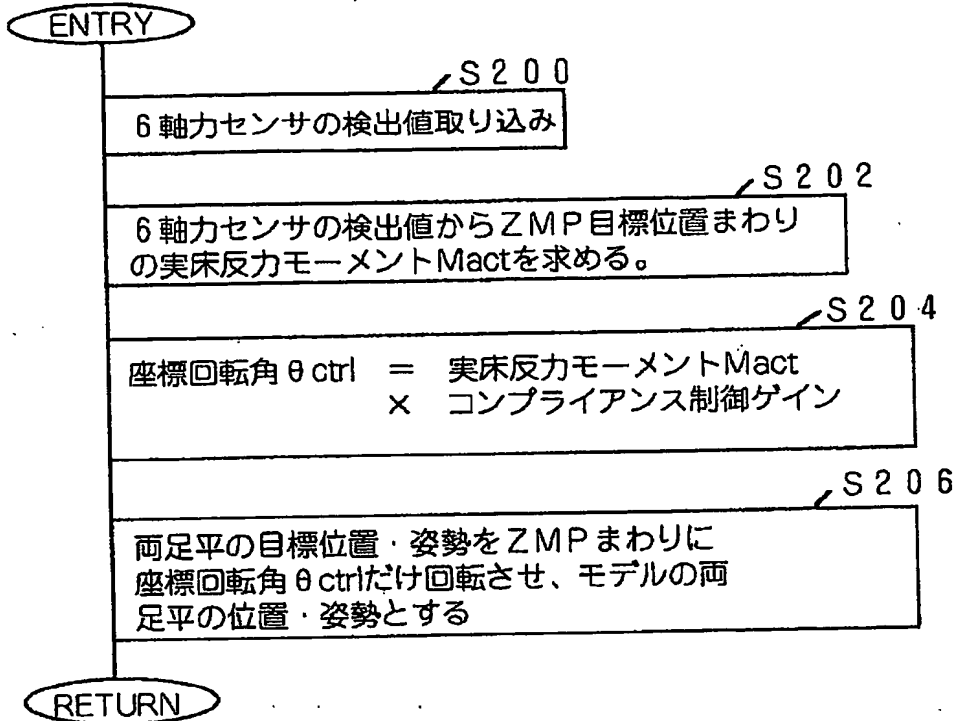 ENTRY
S200
6軸力センサの検出値取り込み
S202
6軸力センサの検出値からZMP目標位置まわり
の実床反力モーメントMactを求める。
S204
座標回転角θctrl = 実床反力モーメントMact
× コンプライアンス制御ゲイン
S206
両足平の目標位置・姿勢をZMPまわりに
座標回転角θctrlだけ回転させ、モデルの両
足平の位置・姿勢とする
RETURN